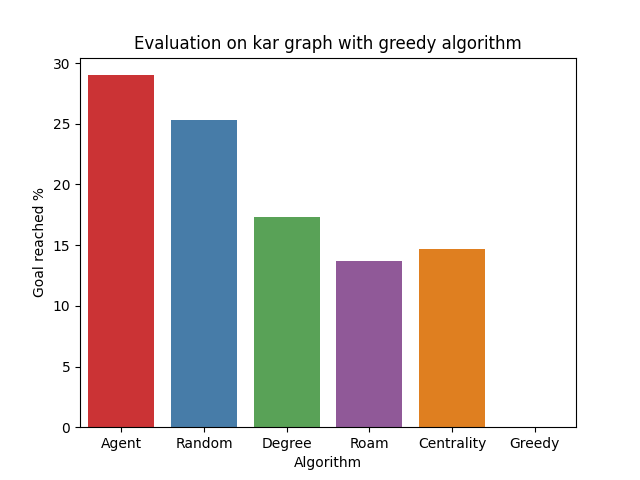 Evaluation on kar graph with greedy algorithm
30
25
20
15
10
5
0
Goal reached %
Agent Random Degree Roam Centrality Greedy
Algorithm